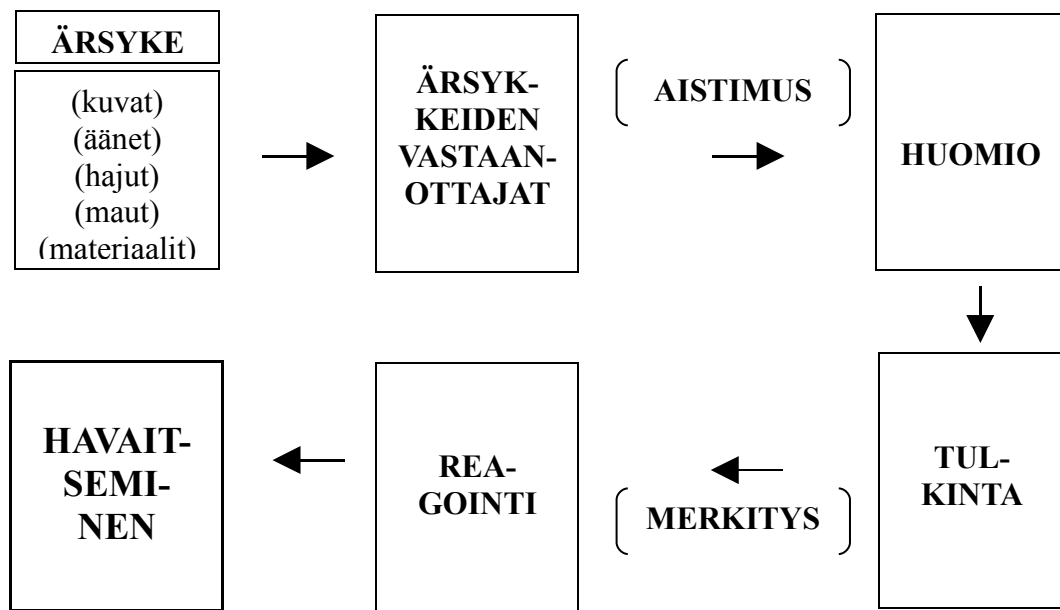 ÄRSYKE
(kuvat)
(äänet)
(hajut)
(maut)
(materiaalit)
ÄRSYK-
KEIDEN
VASTAAN-
OTTAJAT
AISTIMUS
HUOMIO
TUL-
KINTA
MERKITYS
REA-
GOINTI
HAVAIT-
SEMI-
NEN